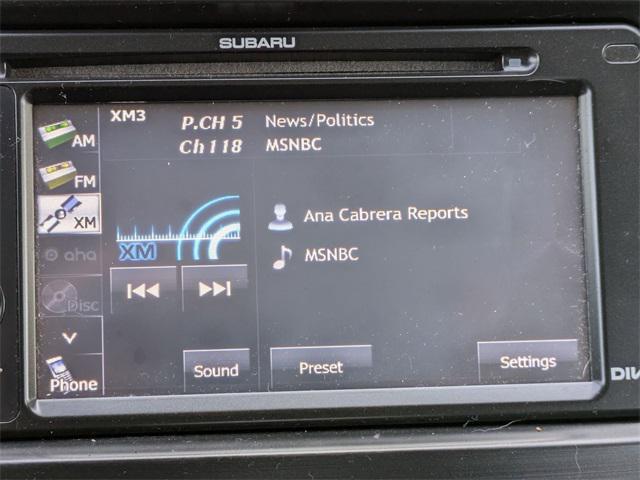 SUBARU
XM3 P.CH 5 News/Politics
Ch118 MSNBC
AM
FM
XM
aha
Disc
Phone
XM
Ana Cabrera Reports
MSNBC
Sound Preset Settings